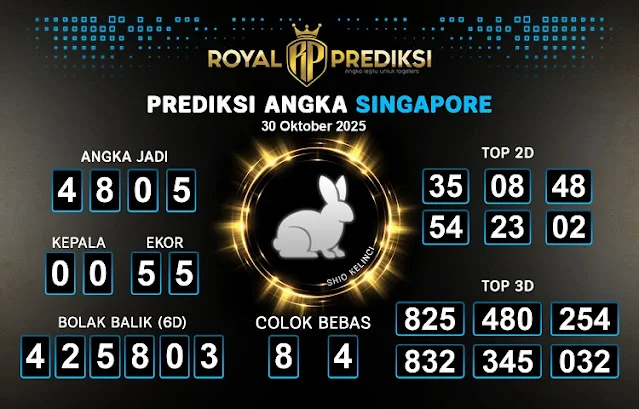 ROYAL RP PREDIKSI
Angka Jegitu untuk togellers
PREDIKSI ANGKA SINGAPORE
30 Oktober 2025
ANGKA JADI
4 8 0 5
KEPALA EKOR
0 0 5 5
BOLAK BALIK (6D)
4 2 5 8 0 3
SHIO KELINCI
COLOK BEBAS
8 4
TOP 2D
35 08 48
54 23 02
TOP 3D
825 480 254
832 345 032